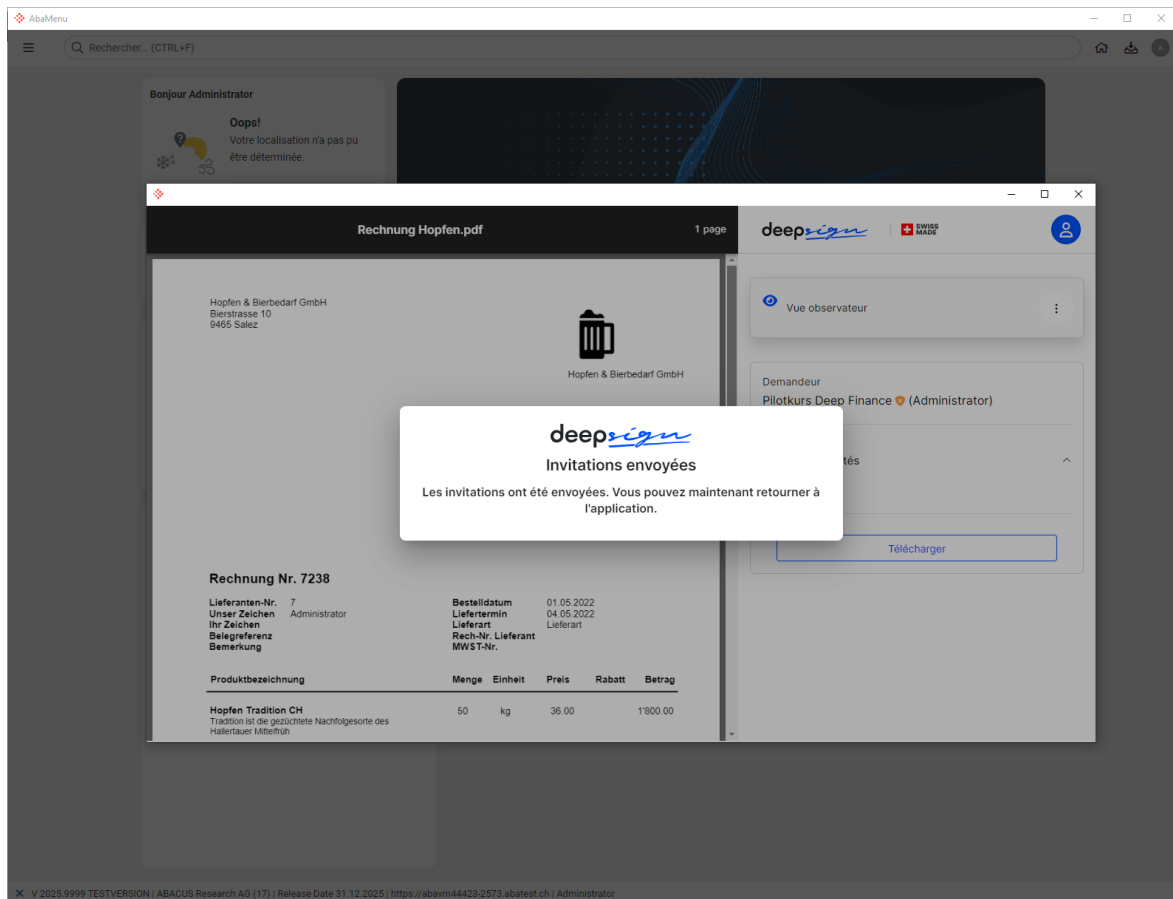 AbaMenu
Rechercher... (CTRL+F)
A
Bonjour Administrator
Oops!
Votre localisation n'a pas pu
être déterminée.
Rechnung Hopfen.pdf
1 page
deepsign
SWISS
MADE
Hopfen & Bierbedarf GmbH
Bierstrasse 10
9465 Salez
Hopfen & Bierbedarf GmbH
Vue observateur
Demandeur
Pilotkurs Deep Finance (Administrator)
tés
Télécharger
deepsign
Invitations envoyées
Les invitations ont été envoyées. Vous pouvez maintenant retourner à
l'application.
Rechnung Nr. 7238
Lieferanten-Nr. 7 Bestelldatum 01.05.2022
Unser Zeichen Administrator Liefertermin 04.05.2022
Ihr Zeichen Lieferart Lieferart
Belegreferenz Rech-Nr. Lieferant
Bemerkung MWST-Nr.
Produktbezeichnung Menge Einheit Preis Rabatt Betrag
Hopfen Tradition CH 50 kg 36.00 1'800.00
Tradition ist die gezüchtete Nachfolgesorte des
Hallertauer Mittelfrüh
V 2025.9999 TESTVERSION | ABACUS Research AG (17) | Release Date 31.12.2025 | https://abavm44423-2573.abatest.ch | Administrator